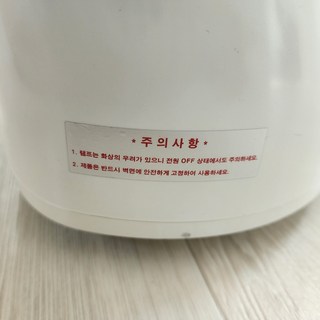 * 주의사항 *
1. 램프는 화상의 우려가 있으니 전원 OFF 상태에서도 주의하세요.
2. 제품은 반드시 벽면에 안전하게 고정하여 사용하세요.